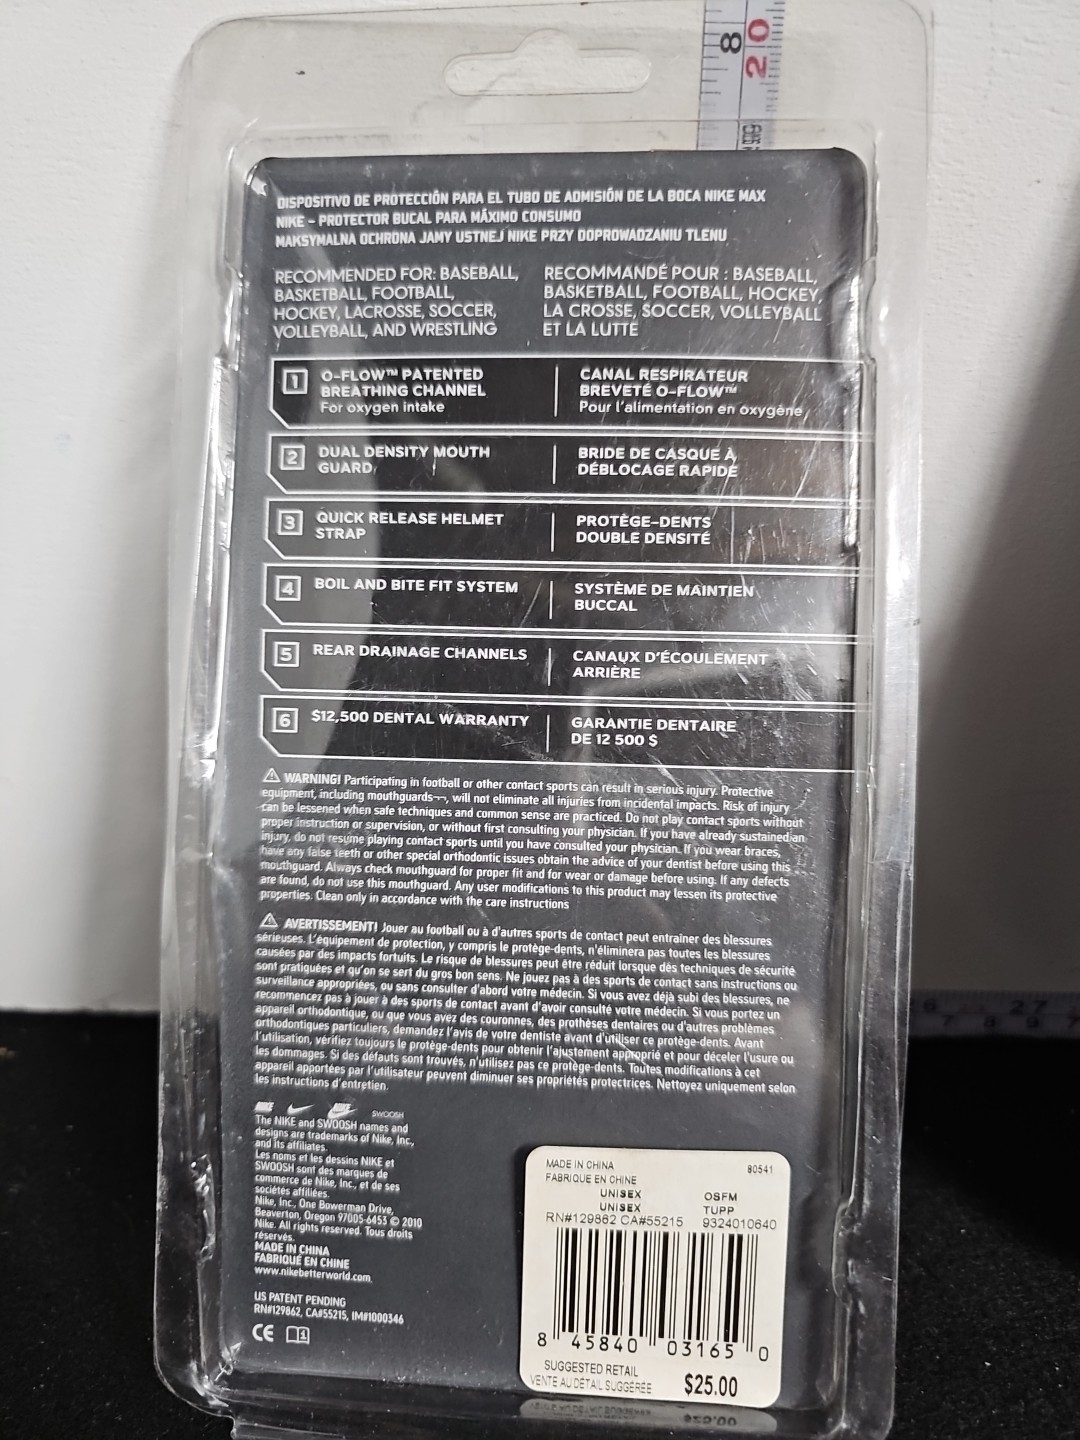 8
20
DISPOSITIVO DE PROTECCIÓN PARA EL TUBO DE ADMISIÓN DE LA BOCA NIKE MAX
NIKE – PROTECTOR BUCAL PARA MÁXIMO CONSUMO
MAKSYMALNA OCHRONA JAMY USTNEJ NIKE PRZY DOPROWADZANIU TLENU
RECOMMENDED FOR: BASEBALL,
BASKETBALL, FOOTBALL,
HOCKEY, LACROSSE, SOCCER,
VOLLEYBALL, AND WRESTLING
RECOMMANDÉ POUR : BASEBALL,
BASKETBALL, FOOTBALL, HOCKEY,
LA CROSSE, SOCCER, VOLLEYBALL
ET LA LUTTE
1 O-FLOW™ PATENTED
BREATHING CHANNEL
For oxygen intake
CANAL RESPIRATEUR
BREVETÉ O-FLOW™
Pour l'alimentation en oxygène
2 DUAL DENSITY MOUTH
GUARD
BRIDE DE CASQUE À
DÉBLOCAGE RAPIDE
3 QUICK RELEASE HELMET
STRAP
PROTÈGE-DENTS
DOUBLE DENSITÉ
4 BOIL AND BITE FIT SYSTEM
SYSTÈME DE MAINTIEN
BUCCAL
5 REAR DRAINAGE CHANNELS
CANAUX D'ÉCOULEMENT
ARRIÈRE
6 $12,500 DENTAL WARRANTY
GARANTIE DENTAIRE
DE 12 500 $
⚠ WARNING! Participating in football or other contact sports can result in serious injury. Protective
equipment, including mouthguards¬¬, will not eliminate all injuries from incidental impacts. Risk of injury
can be lessened when safe techniques and common sense are practiced. Do not play contact sports without
proper instruction or supervision, or without first consulting your physician. If you have already sustained an
injury, do not resume playing contact sports until you have consulted your physician. If you wear braces,
have any false teeth or other special orthodontic issues obtain the advice of your dentist before using this
mouthguard. Always check mouthguard for proper fit and for wear or damage before using. If any defects
are found, do not use this mouthguard. Any user modifications to this product may lessen its protective
properties. Clean only in accordance with the care instructions
⚠ AVERTISSEMENT! Jouer au football ou à d'autres sports de contact peut entraîner des blessures
sérieuses. L'équipement de protection, y compris le protège-dents, n'éliminera pas toutes les blessures
causées par des impacts fortuits. Le risque de blessures peut être réduit lorsque des techniques de sécurité
sont pratiquées et qu'on se sert du gros bon sens. Ne jouez pas à des sports de contact sans instructions ou
surveillance appropriées, ou sans consulter d'abord votre médecin. Si vous avez déjà subi des blessures, ne
recommencez pas à jouer à des sports de contact avant d'avoir consulté votre médecin. Si vous portez un
appareil orthodontique, ou que vous avez des couronnes, des prothèses dentaires ou d'autres problèmes
orthodontiques particuliers, demandez l'avis de votre dentiste avant d'utiliser ce protège-dents. Avant
l'utilisation, vérifiez toujours le protège-dents pour obtenir l'ajustement approprié et pour déceler l'usure ou
les dommages. Si des défauts sont trouvés, n'utilisez pas ce protège-dents. Toutes modifications à cet
appareil apportées par l'utilisateur peuvent diminuer ses propriétés protectrices. Nettoyez uniquement selon
les instructions d'entretien.
NIKE NIKE SWOOSH
The NIKE and SWOOSH names and
designs are trademarks of Nike, Inc.,
and its affiliates.
Les noms et les dessins NIKE et
SWOOSH sont des marques de
commerce de Nike, Inc., et de ses
sociétés affiliées.
Nike, Inc., One Bowerman Drive,
Beaverton, Oregon 97005-6453 © 2010
Nike. All rights reserved. Tous droits
réservés.
MADE IN CHINA
FABRIQUÉ EN CHINE
www.nikebetterworld.com
US PATENT PENDING
RN#129862, CA#55215, IM#1000346
CE
MADE IN CHINA 80541
FABRIQUE EN CHINE
UNISEX OSFM
UNISEX TUPP
RN#129862 CA#55215 9324010640
8 45840 03165 0
SUGGESTED RETAIL
VENTE AU DÉTAIL SUGGÉRÉE $25.00
6 27
7 8 9